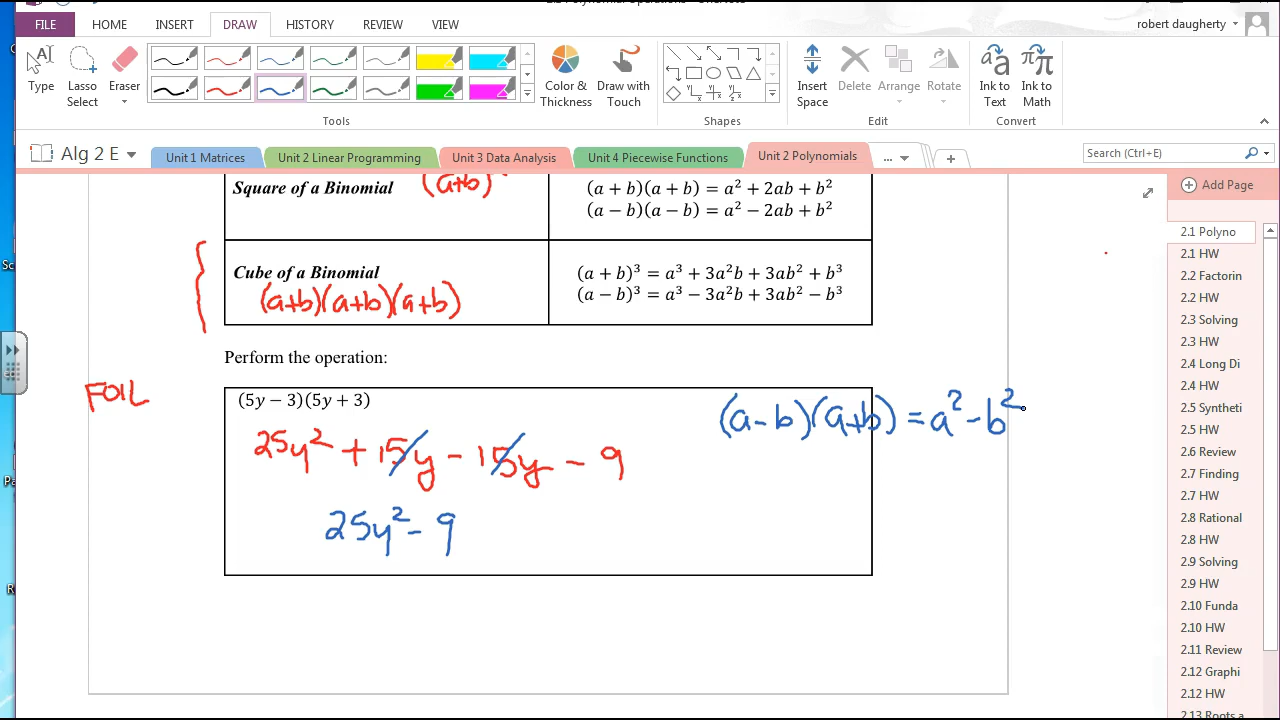 FILE HOME INSERT DRAW HISTORY REVIEW VIEW robert daugherty
Type Lasso Select Eraser Color & Thickness Draw with Touch Insert Space Delete Arrange Rotate Ink to Text Ink to Math
Tools Shapes Edit Convert
Alg 2 E Unit 1 Matrices Unit 2 Linear Programming Unit 3 Data Analysis Unit 4 Piecewise Functions Unit 2 Polynomials ... + Search (Ctrl+E)
Square of a Binomial (a+b) (a + b)(a + b) = a² + 2ab + b²
(a − b)(a − b) = a² − 2ab + b²
Cube of a Binomial (a + b)³ = a³ + 3a²b + 3ab² + b³
(a+b)(a+b)(a+b) (a − b)³ = a³ − 3a²b + 3ab² − b³
Perform the operation:
FOIL
(5y − 3)(5y + 3)
(a-b)(a+b) = a² - b²
25y² + 15y - 15y - 9
25y² - 9
Add Page
2.1 Polyno
2.1 HW
2.2 Factorin
2.2 HW
2.3 Solving
2.3 HW
2.4 Long Di
2.4 HW
2.5 Syntheti
2.5 HW
2.6 Review
2.7 Finding
2.7 HW
2.8 Rational
2.8 HW
2.9 Solving
2.9 HW
2.10 Funda
2.10 HW
2.11 Review
2.12 Graphi
2.12 HW
2.13 Roots a